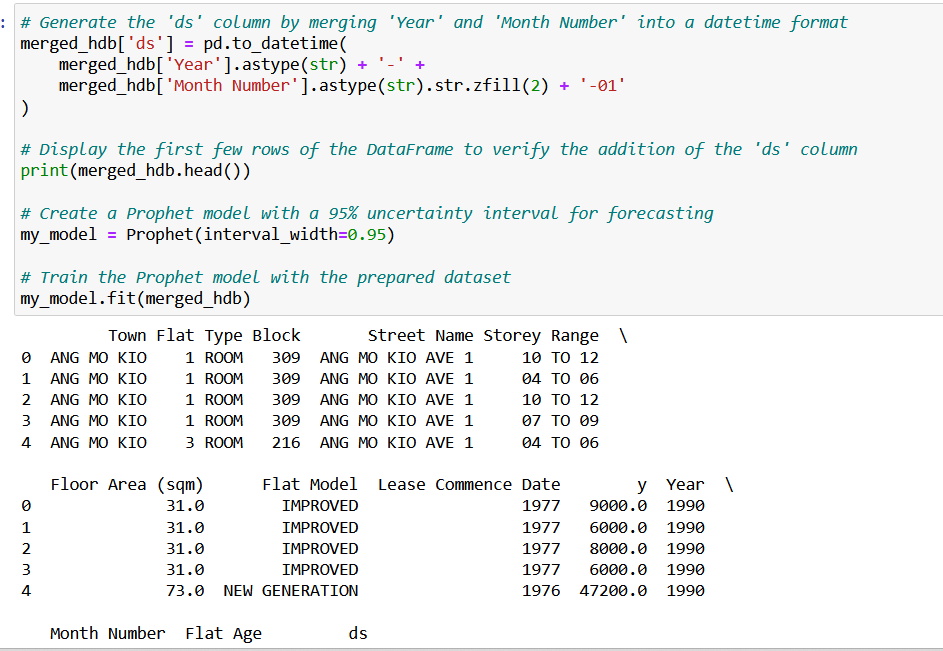 :
# Generate the 'ds' column by merging 'Year' and 'Month Number' into a datetime format
merged_hdb['ds'] = pd.to_datetime(
    merged_hdb['Year'].astype(str) + '-' +
    merged_hdb['Month Number'].astype(str).str.zfill(2) + '-01'
)

# Display the first few rows of the DataFrame to verify the addition of the 'ds' column
print(merged_hdb.head())

# Create a Prophet model with a 95% uncertainty interval for forecasting
my_model = Prophet(interval_width=0.95)

# Train the Prophet model with the prepared dataset
my_model.fit(merged_hdb)

         Town Flat Type Block       Street Name Storey Range  \
0  ANG MO KIO    1 ROOM   309  ANG MO KIO AVE 1     10 TO 12
1  ANG MO KIO    1 ROOM   309  ANG MO KIO AVE 1     04 TO 06
2  ANG MO KIO    1 ROOM   309  ANG MO KIO AVE 1     10 TO 12
3  ANG MO KIO    1 ROOM   309  ANG MO KIO AVE 1     07 TO 09
4  ANG MO KIO    3 ROOM   216  ANG MO KIO AVE 1     04 TO 06

   Floor Area (sqm)      Flat Model  Lease Commence Date        y  Year  \
0              31.0        IMPROVED                 1977   9000.0  1990
1              31.0        IMPROVED                 1977   6000.0  1990
2              31.0        IMPROVED                 1977   8000.0  1990
3              31.0        IMPROVED                 1977   6000.0  1990
4              73.0  NEW GENERATION                 1976  47200.0  1990

   Month Number  Flat Age         ds